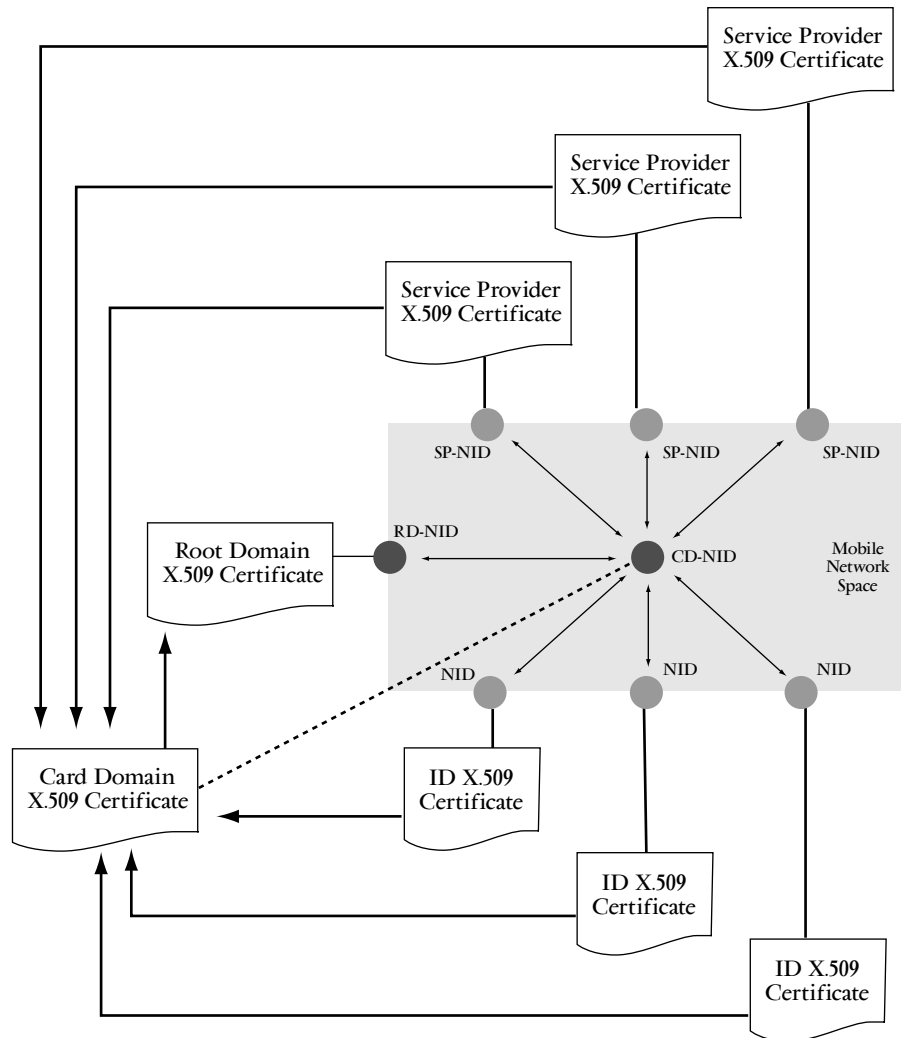 Service Provider
X.509 Certificate
Service Provider
X.509 Certificate
Service Provider
X.509 Certificate
SP-NID
SP-NID
SP-NID
RD-NID
Root Domain
X.509 Certificate
CD-NID
Mobile
Network
Space
NID
NID
NID
Card Domain
X.509 Certificate
ID X.509
Certificate
ID X.509
Certificate
ID X.509
Certificate